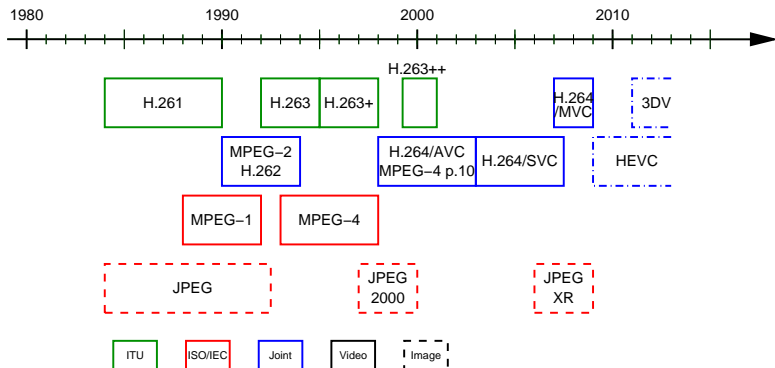 1980 1990 2000 2010
H.263++
H.261 H.263 H.263+ H.264 /MVC 3DV
MPEG−2 H.262 H.264/AVC MPEG−4 p.10 H.264/SVC HEVC
MPEG−1 MPEG−4
JPEG JPEG 2000 JPEG XR
ITU ISO/IEC Joint Video Image